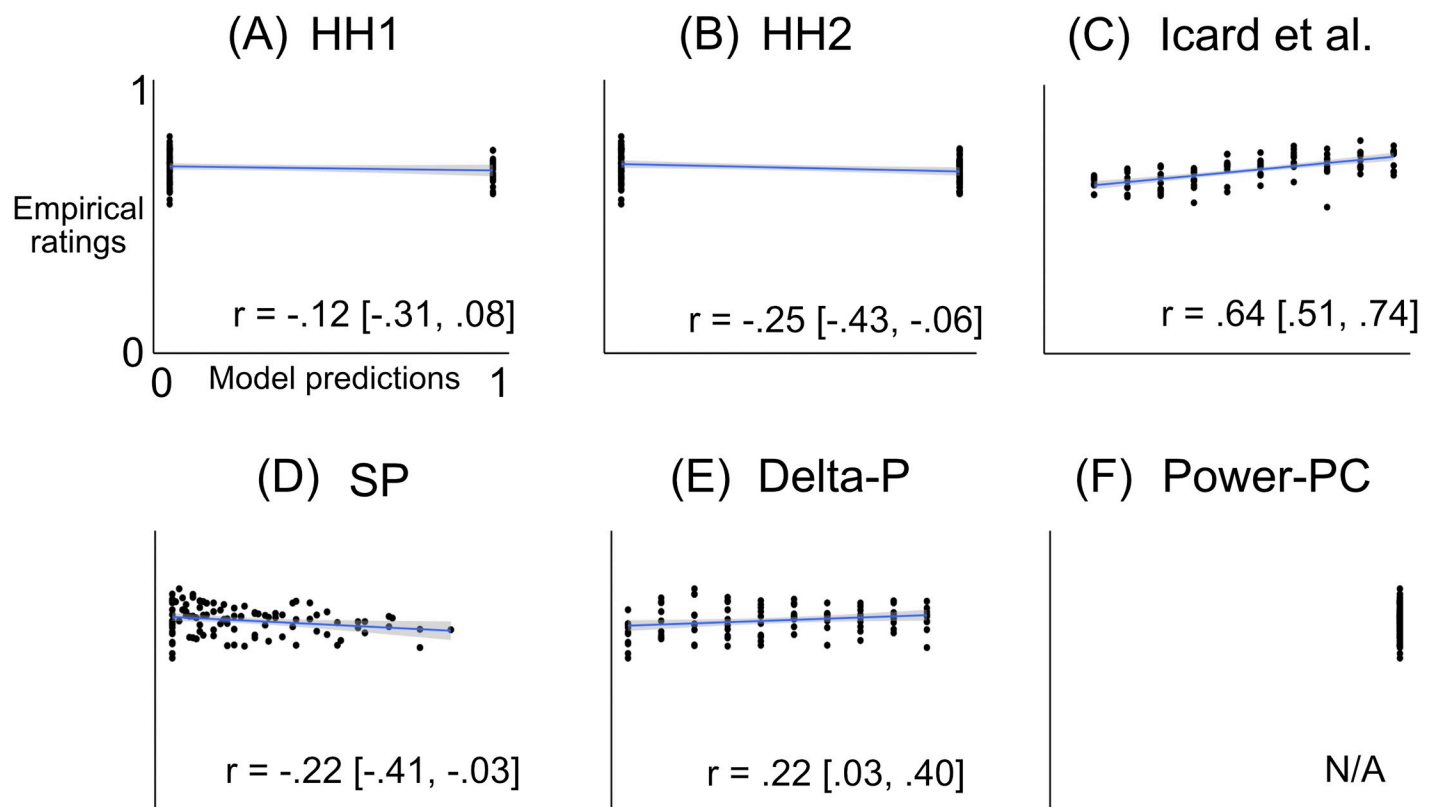 (A) HH1
(B) HH2
(C) Icard et al.
1
Empirical
ratings
r = -.12 [-.31, .08]
r = -.25 [-.43, -.06]
r = .64 [.51, .74]
0
0 Model predictions 1
(D) SP
(E) Delta-P
(F) Power-PC
r = -.22 [-.41, -.03]
r = .22 [.03, .40]
N/A